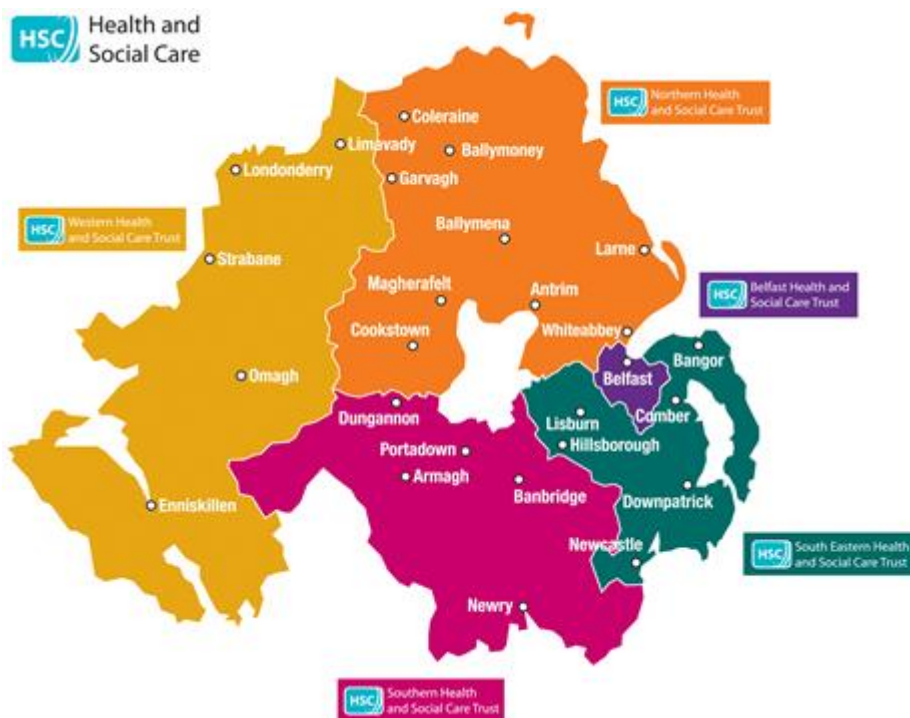 HSC
Health and
Social Care
HSC
Northern Health
and Social Care Trust
Coleraine
Limavady
Ballymoney
Londonderry
Garvagh
HSC
Western Health
and Social Care Trust
Ballymena
Larne
Strabane
HSC
Belfast Health and
Social Care Trust
Magherafelt
Antrim
Whiteabbey
Cookstown
Bangor
Belfast
Omagh
Dungannon
Lisburn
Comber
Hillsborough
Portadown
Armagh
Banbridge
Downpatrick
Enniskillen
Newcastle
HSC
South Eastern Health
and Social Care Trust
Newry
HSC
Southern Health
and Social Care Trust